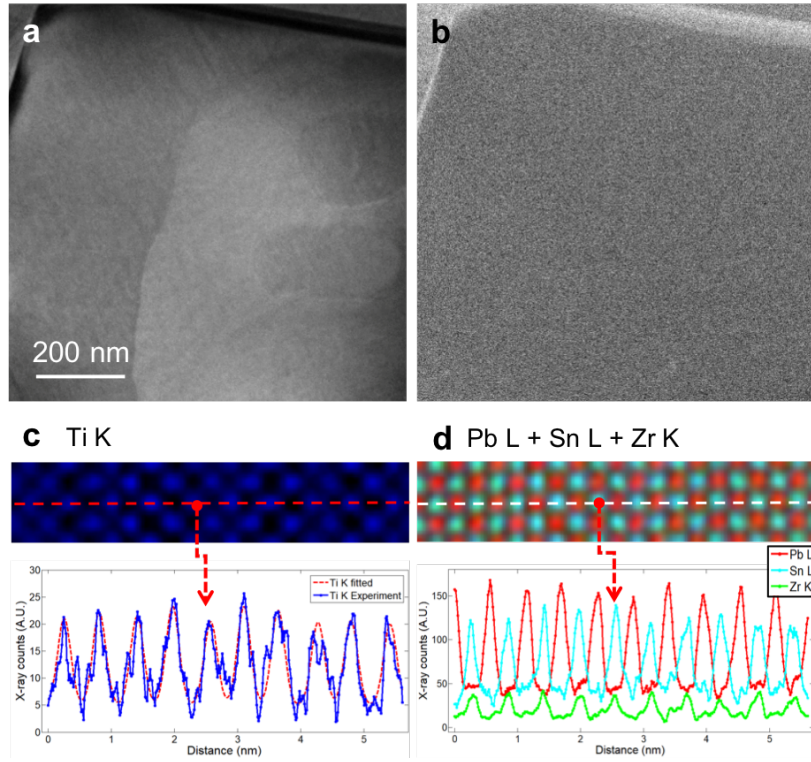 a
b
200 nm
c Ti K
d Pb L + Sn L + Zr K
X-ray counts (A.U.)
30
25
20
15
10
5
0
Ti K fitted
Ti K Experiment
0 1 2 3 4 5
Distance (nm)
X-ray counts (A.U.)
150
100
50
0
Pb L
Sn L
Zr K
0 1 2 3 4 5
Distance (nm)